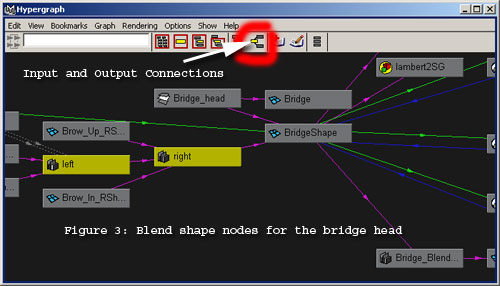 Hypergraph
Edit View Bookmarks Graph Rendering Options Show Help
Input and Output Connections
lambert2SG
Bridge_head
Bridge
Brow_Up_RS...
BridgeShape
left
right
Brow_In_RSh...
Figure 3: Blend shape nodes for the bridge head
Bridge_Blend...